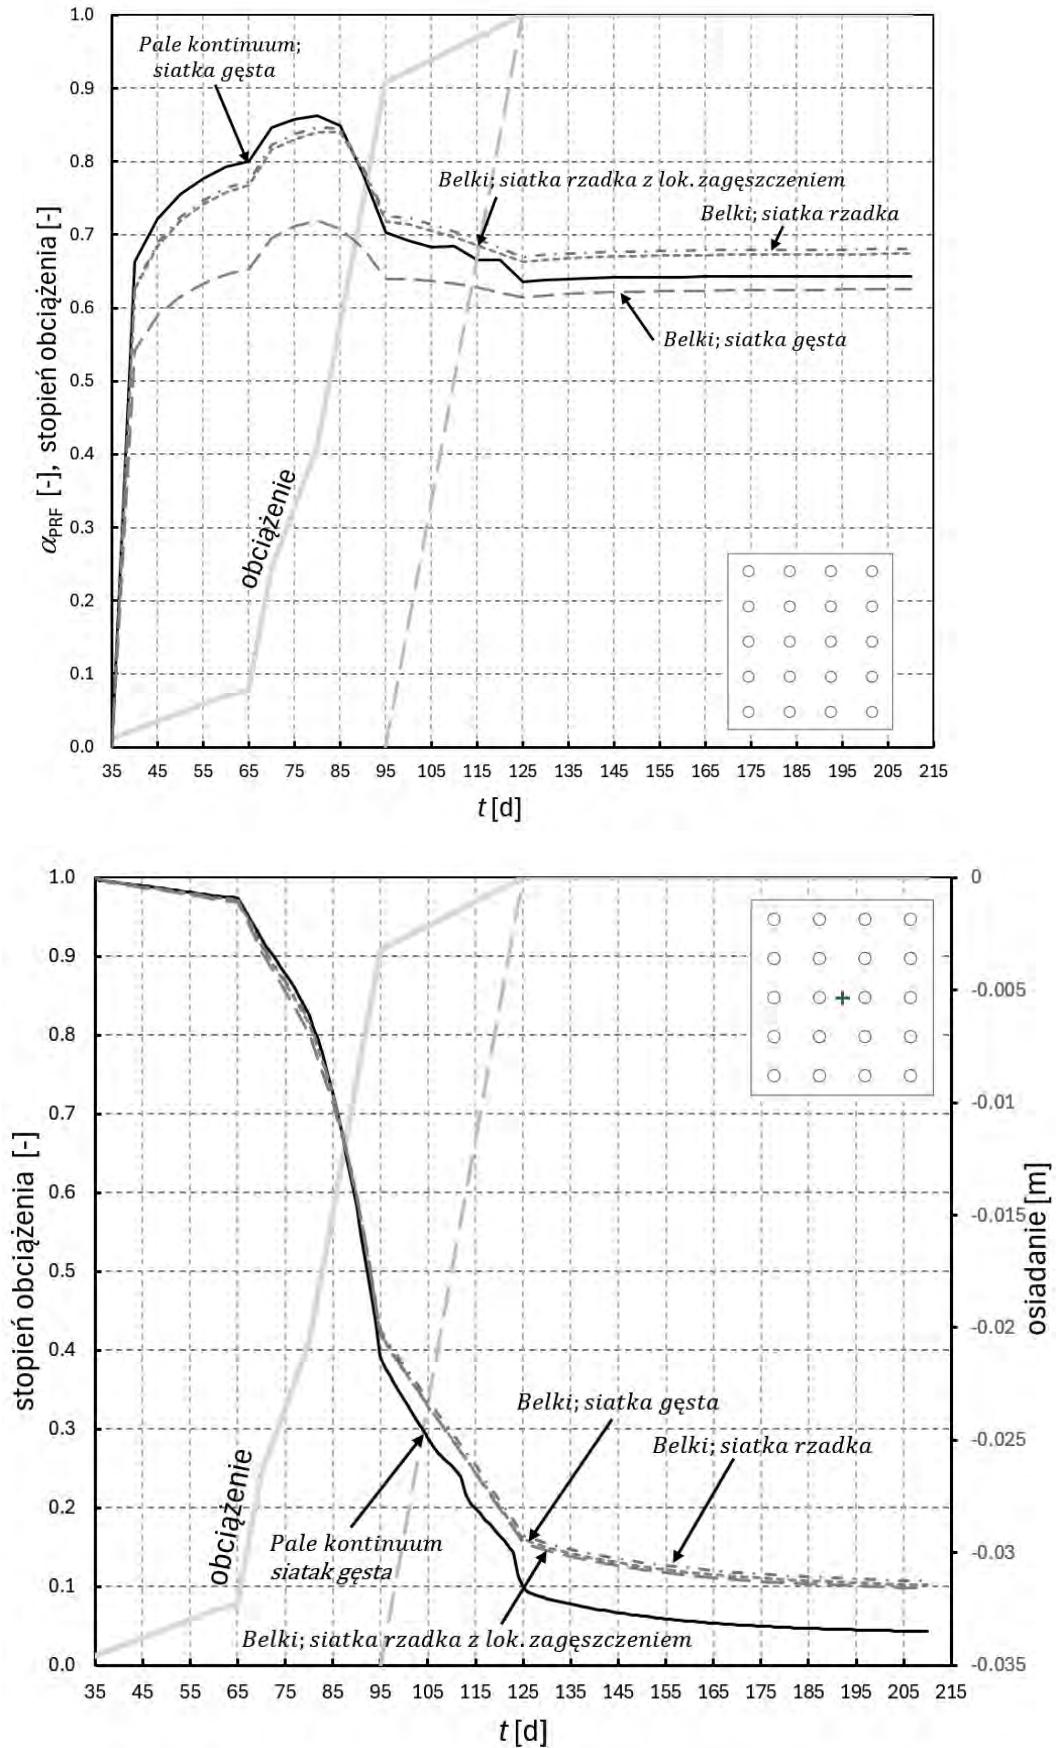 1.0
Pale kontinuum;
siatka gęsta
0.9
0.8
Belki; siatka rzadka z lok. zagęszczeniem
Belki; siatka rzadka
0.7
0.6
Belki; siatka gęsta
0.5
0.4
0.3
0.2
0.1
0.0
αPRF [-], stopień obciążenia [-]
obciążenie
35 45 55 65 75 85 95 105 115 125 135 145 155 165 175 185 195 205 215
t [d]
1.0 0
0.9
-0.005
0.8
0.7 -0.01
0.6
-0.015
0.5
-0.02
0.4
Belki; siatka gęsta
0.3 -0.025
Belki; siatka rzadka
0.2
Pale kontinuum
siatak gęsta
-0.03
0.1
Belki; siatka rzadka z lok. zagęszczeniem
0.0 -0.035
stopień obciążenia [-]
obciążenie
osiadanie [m]
35 45 55 65 75 85 95 105 115 125 135 145 155 165 175 185 195 205 215
t [d]